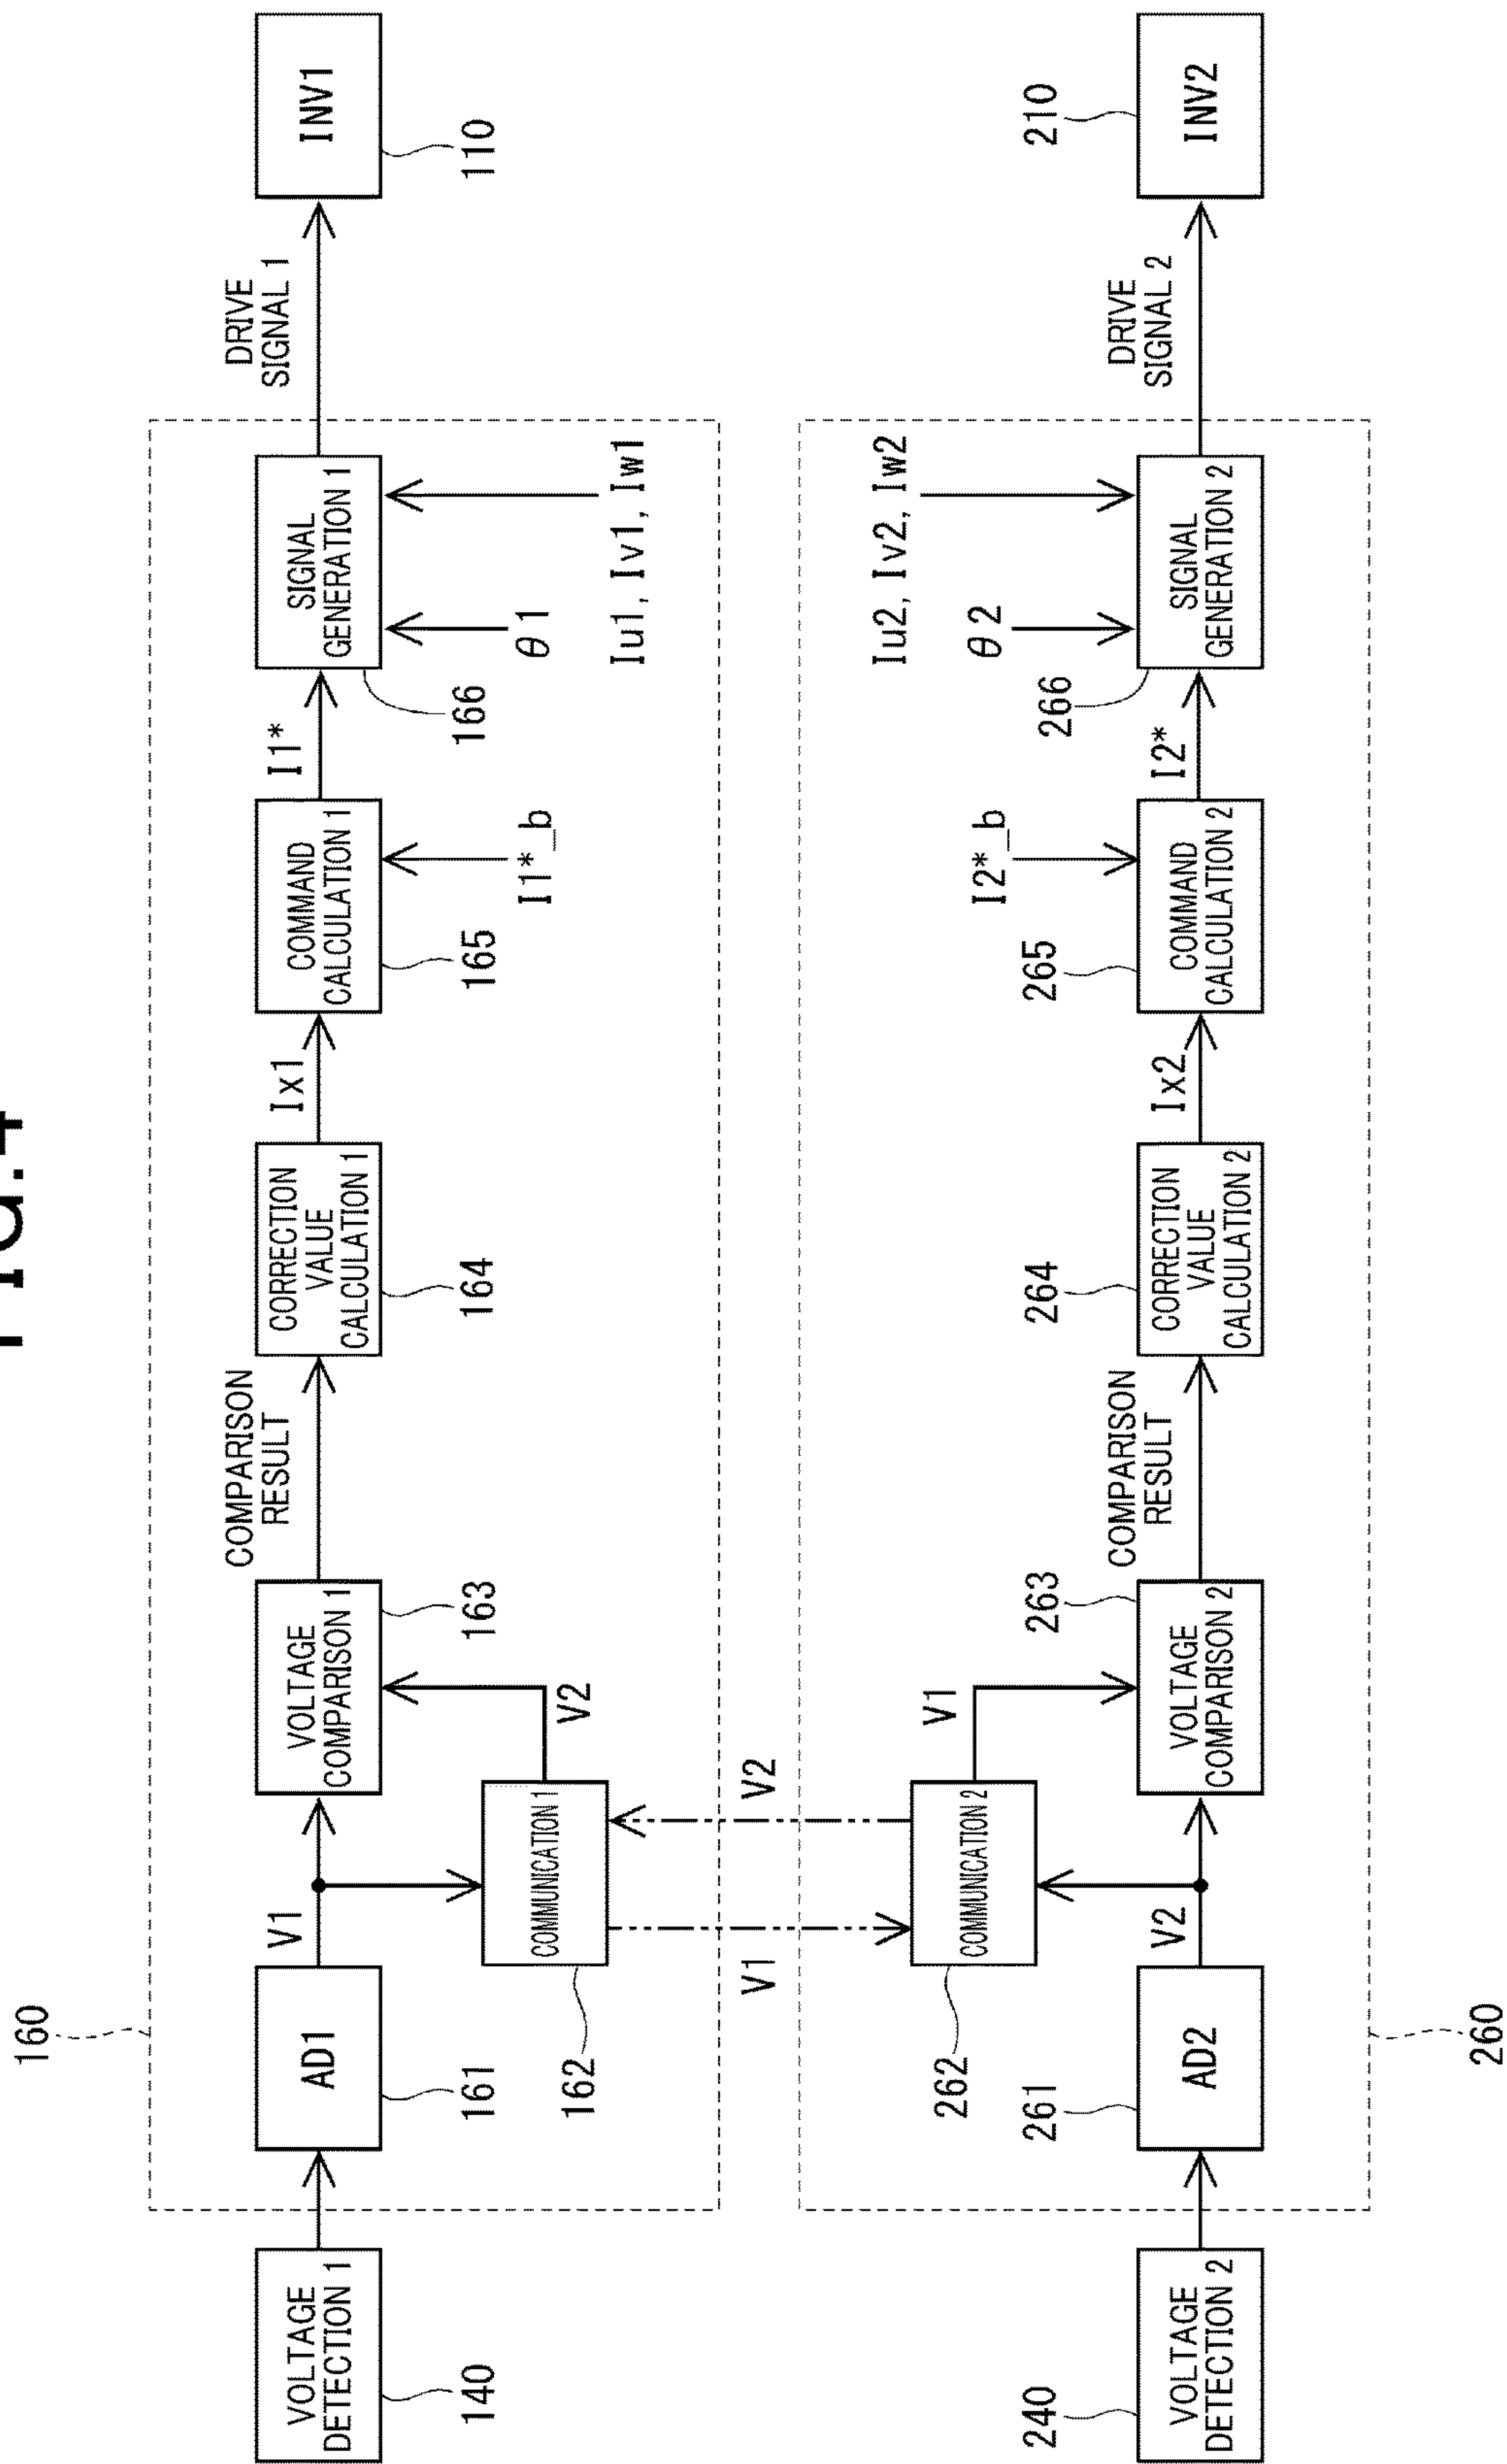 FIG.4
160
VOLTAGE
DETECTION 1
140
AD1
161
V1
COMMUNICATION 1
162
V2
VOLTAGE
COMPARISON 1
163
COMPARISON
RESULT
CORRECTION
VALUE
CALCULATION 1
164
Ix1
COMMAND
CALCULATION 1
165
I1*_b
I1*
SIGNAL
GENERATION 1
166
θ1
Iu1, Iv1, Iw1
DRIVE
SIGNAL 1
INV1
110
V1
V2
VOLTAGE
DETECTION 2
240
AD2
261
V2
COMMUNICATION 2
262
V1
VOLTAGE
COMPARISON 2
263
COMPARISON
RESULT
CORRECTION
VALUE
CALCULATION 2
264
Ix2
COMMAND
CALCULATION 2
265
I2*_b
I2*
SIGNAL
GENERATION 2
266
θ2
Iu2, Iv2, Iw2
DRIVE
SIGNAL 2
INV2
210
260